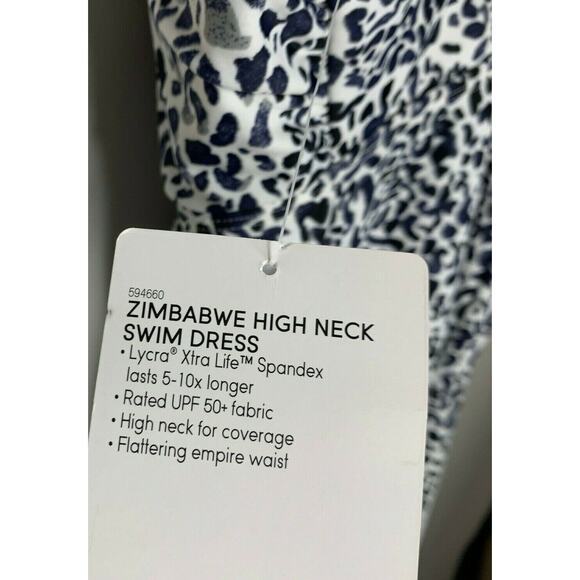 594660
ZIMBABWE HIGH NECK
SWIM DRESS
• Lycra® Xtra Life™ Spandex
lasts 5-10x longer
• Rated UPF 50+ fabric
• High neck for coverage
• Flattering empire waist